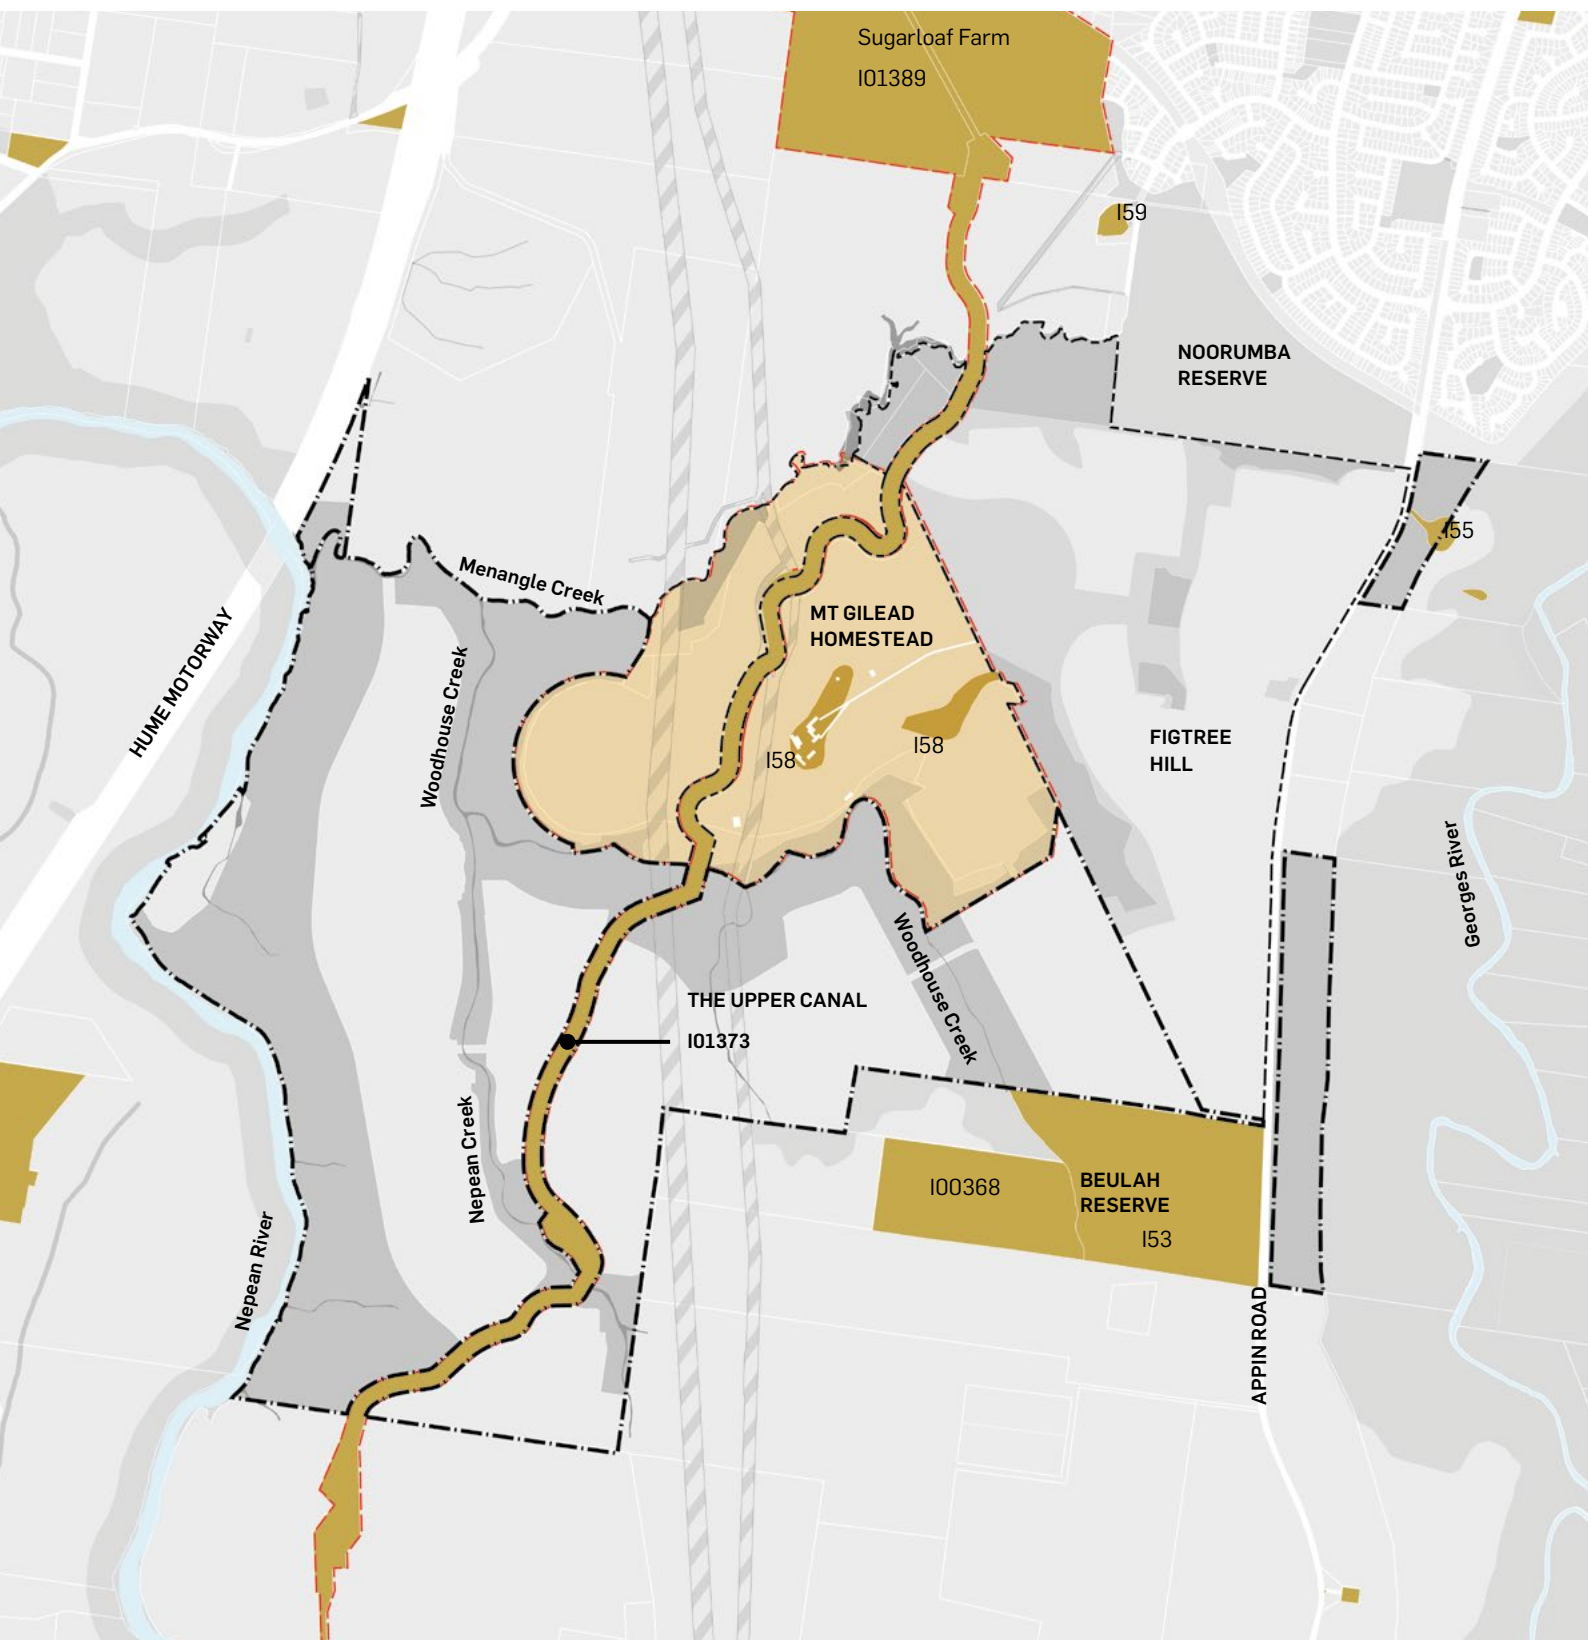 Sugarloaf Farm
I01389
I59
NOORUMBA
RESERVE
I55
Menangle Creek
MT GILEAD
HOMESTEAD
HUME MOTORWAY
Woodhouse Creek
I58
I58
FIGTREE
HILL
Georges River
Woodhouse Creek
THE UPPER CANAL
I01373
Nepean Creek
I00368
BEULAH
RESERVE
I53
Nepean River
APPIN ROAD